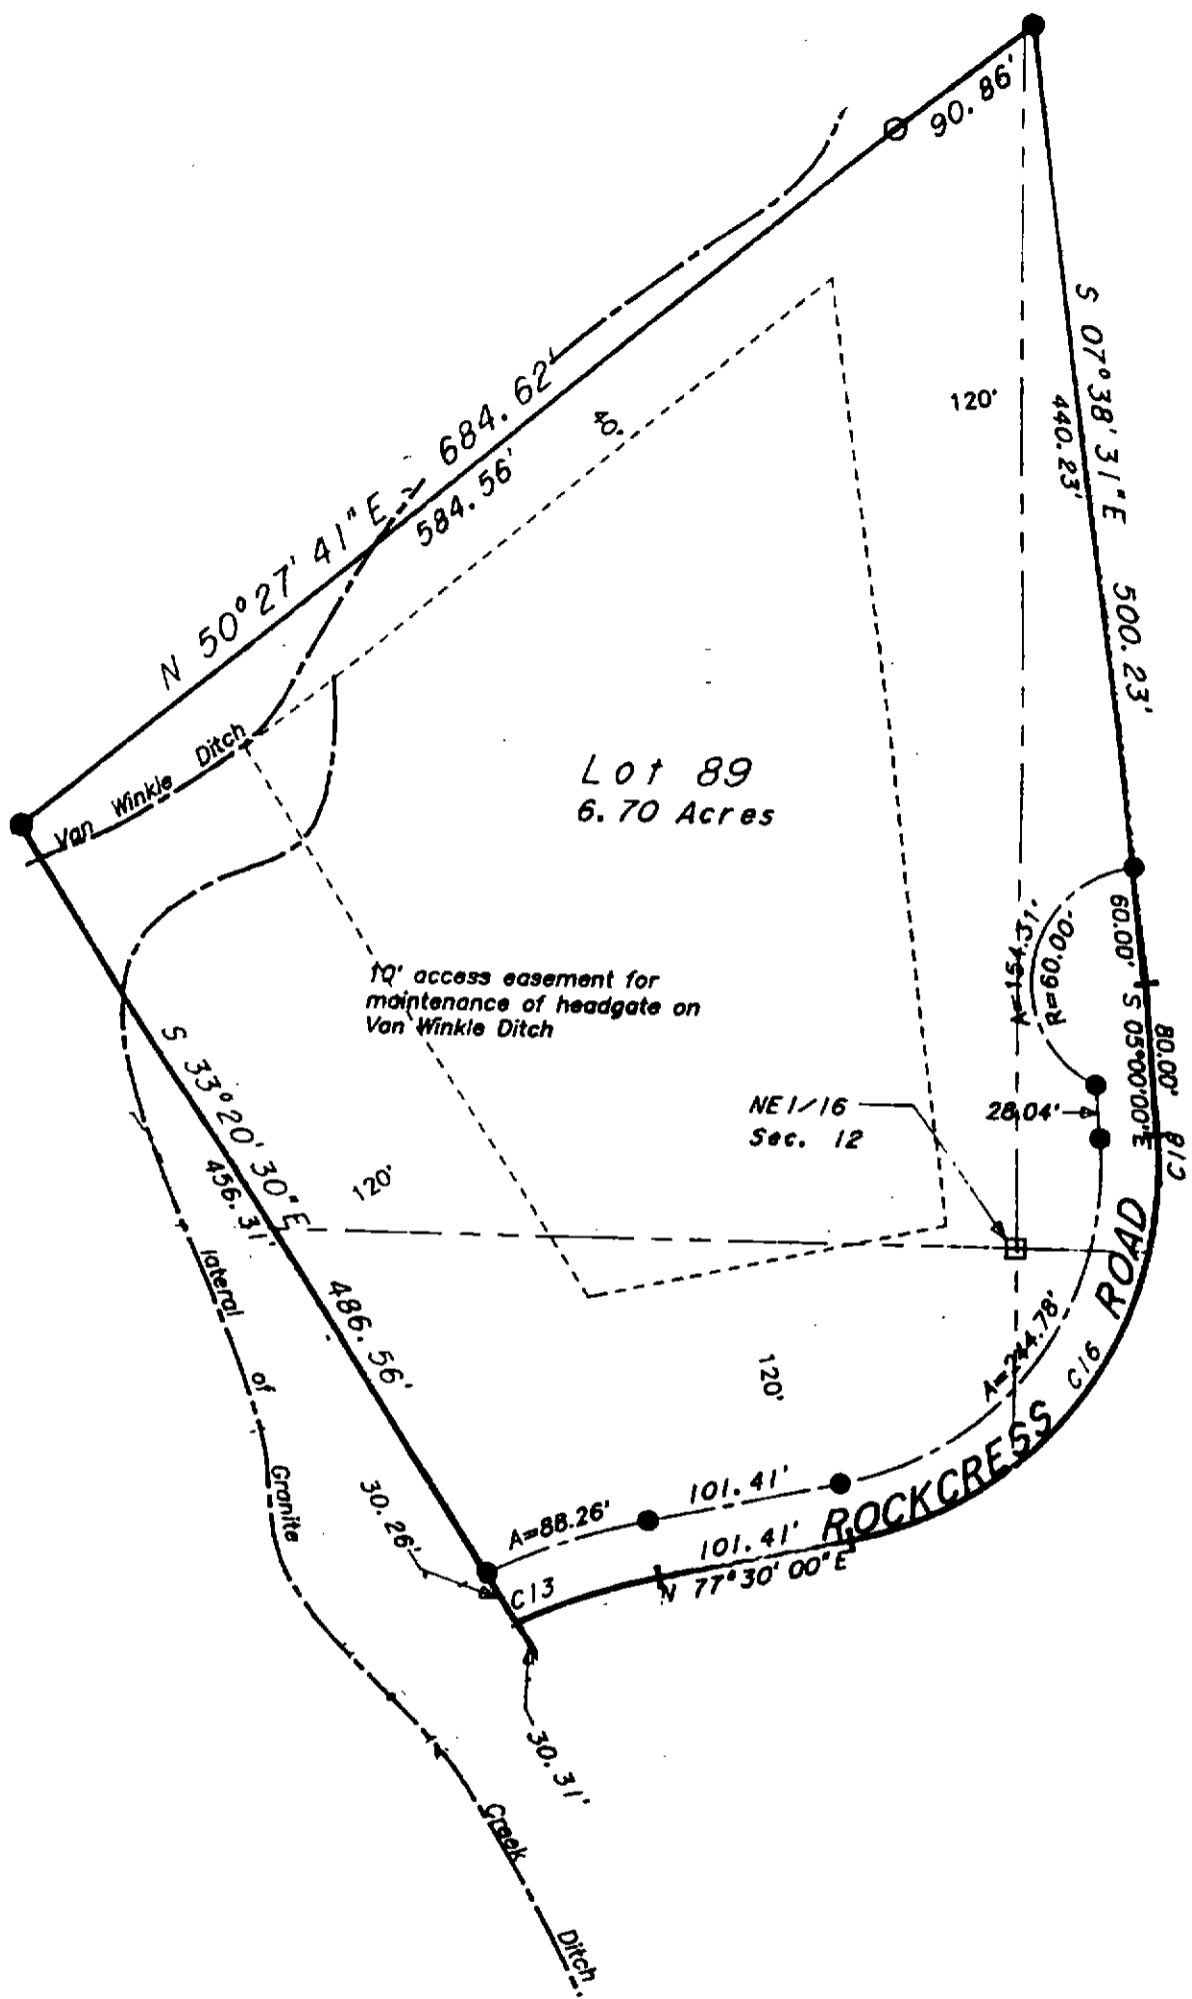 90.86'
S 07°38'31"E 500.23'
440.23'
120'
N 50°27'41"E 684.62'
584.56'
40'
Van Winkle Ditch
Lot 89
6.70 Acres
10' access easement for
maintenance of headgate on
Van Winkle Ditch
A=154.31'
R=60.00'
60.00'
80.00'
S 05°00'00"E
NE1/16
Sec. 12
28.04'
S 33°20'30"E 486.56'
456.31'
120'
lateral of Granite Creek Ditch
120'
A=244.78'
C16
ROCKCRESS ROAD
101.41'
A=88.26'
101.41'
N 77°30'00"E
30.26'
C13
30.31'